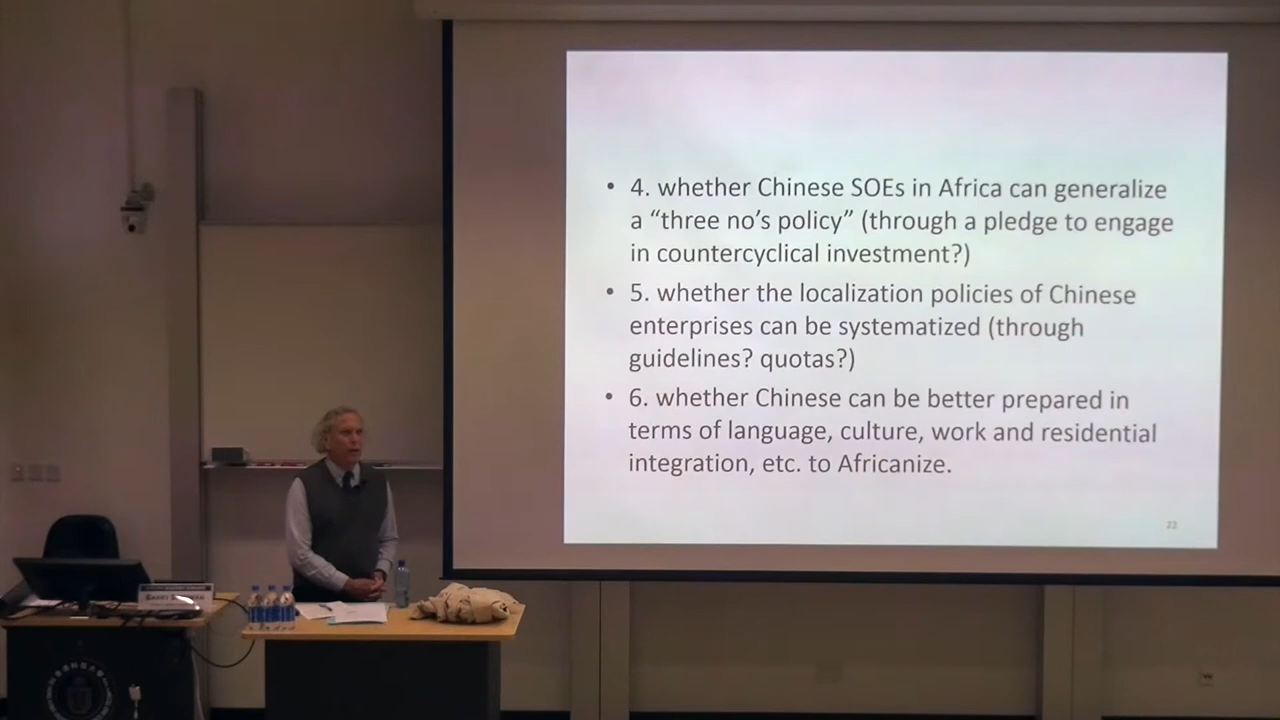 • 4. whether Chinese SOEs in Africa can generalize
a “three no’s policy” (through a pledge to engage
in countercyclical investment?)
• 5. whether the localization policies of Chinese
enterprises can be systematized (through
guidelines? quotas?)
• 6. whether Chinese can be better prepared in
terms of language, culture, work and residential
integration, etc. to Africanize.
22